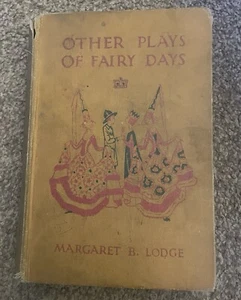 OTHER PLAYS
OF FAIRY DAYS
MARGARET B. LODGE